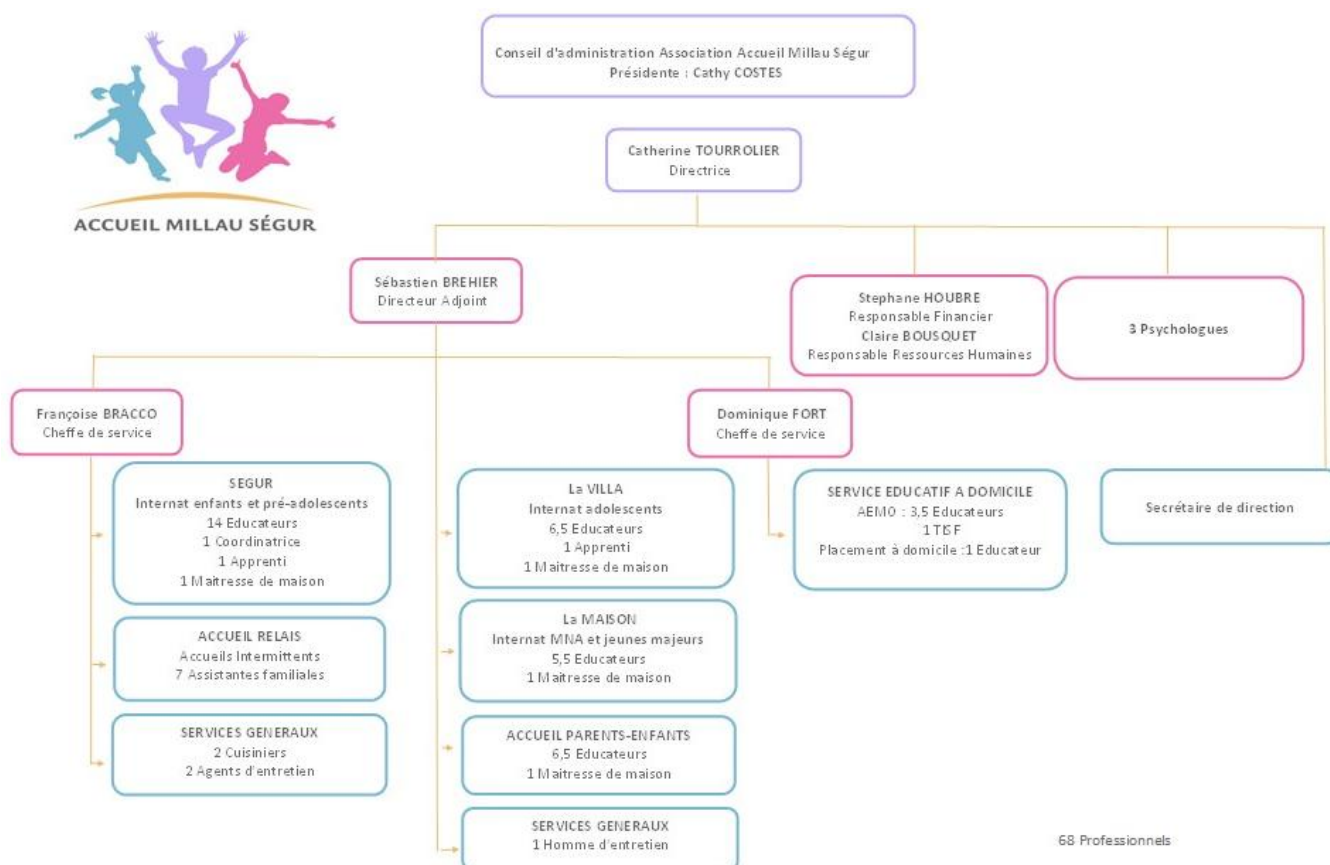 Conseil d'administration Association Accueil Millau Ségur
Présidente : Cathy COSTES
ACCUEIL MILLAU SÉGUR
Catherine TOURROLIER
Directrice
Sébastien BREHIER
Directeur Adjoint
Stephane HOUBRE
Responsable Financier
Claire BOUSQUET
Responsable Ressources Humaines
3 Psychologues
Françoise BRACCO
Cheffe de service
Dominique FORT
Cheffe de service
SEGUR
Internat enfants et pré-adolescents
14 Educateurs
1 Coordinatrice
1 Apprenti
1 Maitresse de maison
ACCUEIL RELAIS
Accueils Intermittents
7 Assistantes familiales
SERVICES GENERAUX
2 Cuisiniers
2 Agents d'entretien
La VILLA
Internat adolescents
6,5 Educateurs
1 Apprenti
1 Maitresse de maison
La MAISON
Internat MNA et jeunes majeurs
5,5 Educateurs
1 Maitresse de maison
ACCUEIL PARENTS-ENFANTS
6,5 Educateurs
1 Maitresse de maison
SERVICES GENERAUX
1 Homme d'entretien
SERVICE EDUCATIF A DOMICILE
AEMO : 3,5 Educateurs
1 TISF
Placement à domicile :1 Educateur
Secrétaire de direction
68 Professionnels